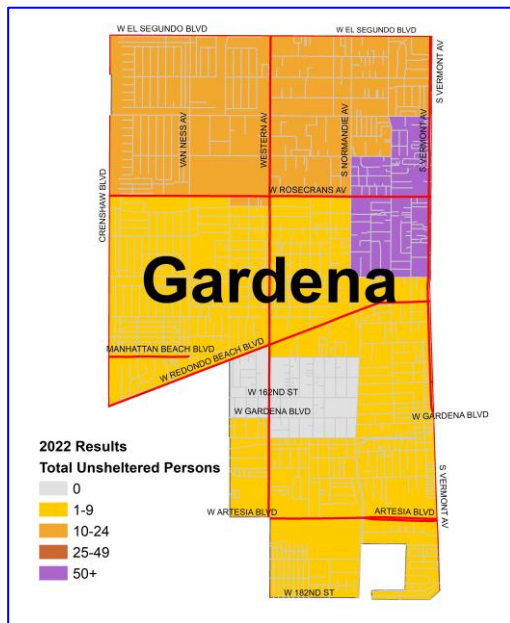 W EL SEGUNDO BLVD
W EL SEGUNDO BLVD
S VERMONT AV
VAN NESS AV
WESTERN AV
S NORMANDIE AV
S VERMONT AV
W ROSECRANS AV
CRENSHAW BLVD
Gardena
MANHATTAN BEACH BLVD
W REDONDO BEACH BLVD
W 162ND ST
W GARDENA BLVD
W GARDENA BLVD
2022 Results
Total Unsheltered Persons
0
1-9
10-24
25-49
50+
W ARTESIA BLVD
ARTESIA BLVD
S VERMONT AV
W 182ND ST